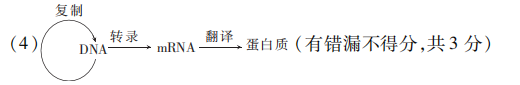 复制
(4) DNA 转录 mRNA 翻译 蛋白质 (有错漏不得分,共3分)